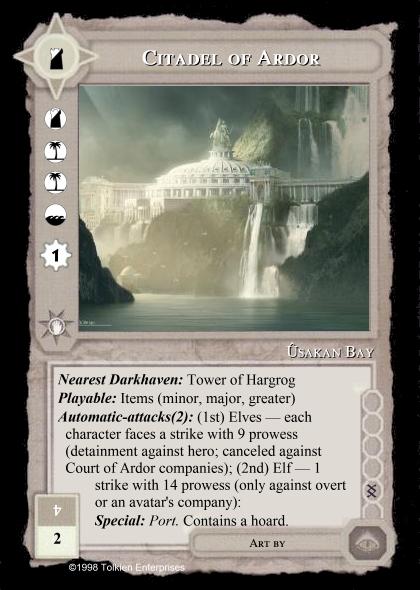 CITADEL OF ARDOR
1
ÛSAKAN BAY
Nearest Darkhaven: Tower of Hargrog
Playable: Items (minor, major, greater)
Automatic-attacks(2): (1st) Elves — each
character faces a strike with 9 prowess
(detainment against hero; canceled against
Court of Ardor companies); (2nd) Elf — 1
strike with 14 prowess (only against overt
or an avatar's company):
Special: Port. Contains a hoard.
4
2
ART BY
©1998 Tolkien Enterprises